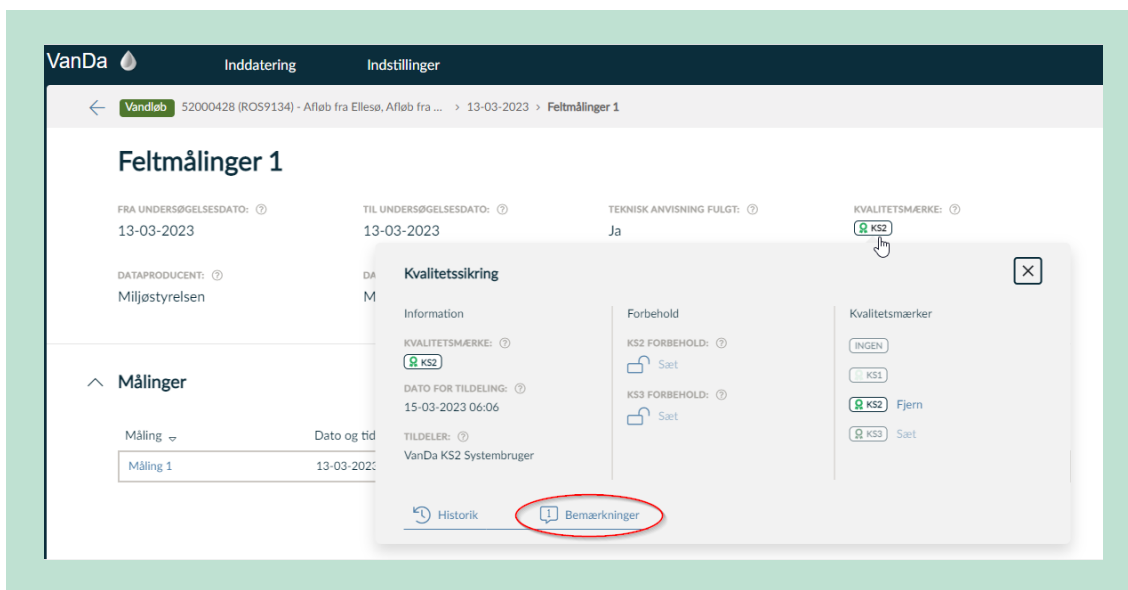 VanDa Inddatering Indstillinger
Vandløb 52000428 (ROS9134) - Afløb fra Ellesø, Afløb fra ... > 13-03-2023 > Feltmålinger 1
Feltmålinger 1
FRA UNDERSØGELSESDATO: TIL UNDERSØGELSESDATO: TEKNISK ANVISNING FULGT: KVALITETSMÆRKE:
13-03-2023 13-03-2023 Ja KS2
DATAPRODUCENT: DA
Miljøstyrelsen M
Målinger
Måling Dato og tid
Måling 1 13-03-2023
Kvalitetssikring
Information
KVALITETSMÆRKE:
KS2
DATO FOR TILDELING:
15-03-2023 06:06
TILDELER:
VanDa KS2 Systembruger
Forbehold
KS2 FORBEHOLD:
Sæt
KS3 FORBEHOLD:
Sæt
Kvalitetsmærker
INGEN
KS1
KS2 Fjern
KS3 Sæt
Historik 1 Bemærkninger